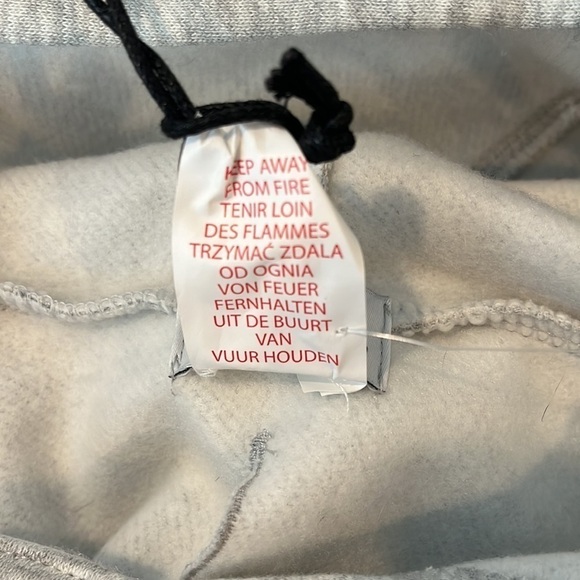 KEEP AWAY
FROM FIRE
TENIR LOIN
DES FLAMMES
TRZYMAĆ ZDALA
OD OGNIA
VON FEUER
FERNHALTEN
UIT DE BUURT
VAN
VUUR HOUDEN